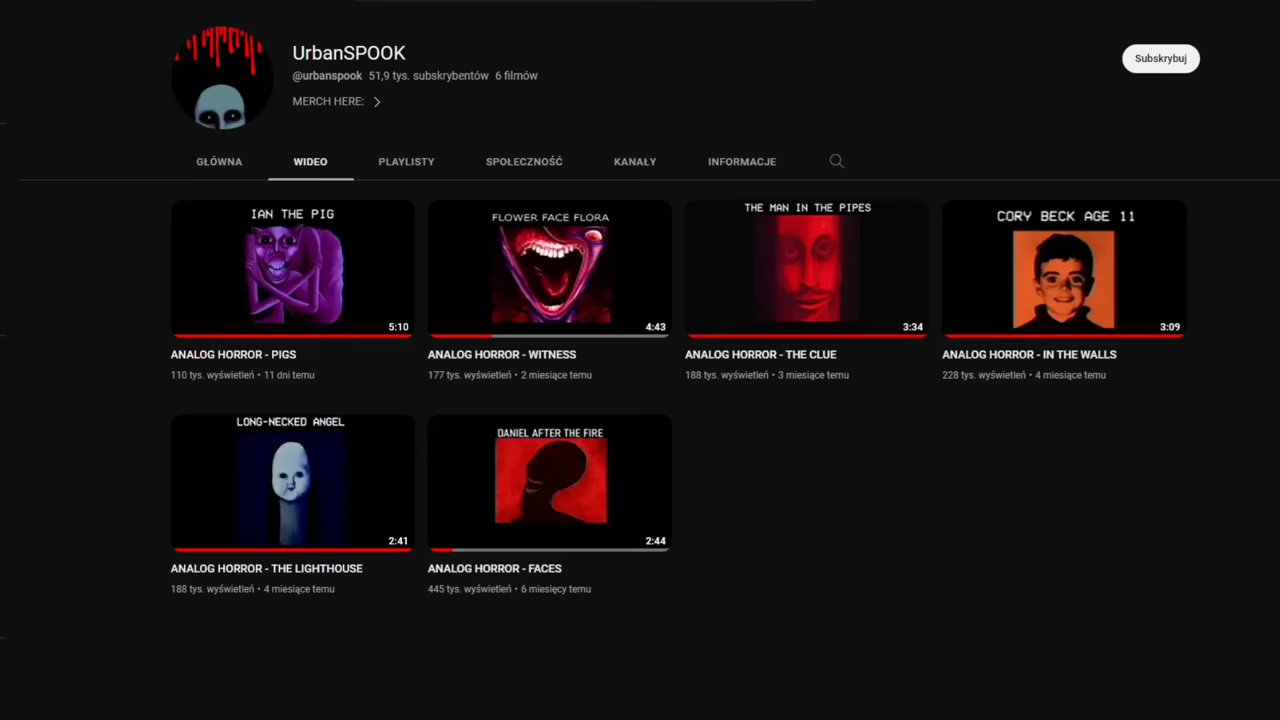 UrbanSPOOK
@urbanspook 51,9 tys. subskrybentów 6 filmów
MERCH HERE:
Subskrybuj
GŁÓWNA WIDEO PLAYLISTY SPOŁECZNOŚĆ KANAŁY INFORMACJE
IAN THE PIG
5:10
ANALOG HORROR - PIGS
110 tys. wyświetleń • 11 dni temu
FLOWER FACE FLORA
4:43
ANALOG HORROR - WITNESS
177 tys. wyświetleń • 2 miesiące temu
THE MAN IN THE PIPES
3:34
ANALOG HORROR - THE CLUE
188 tys. wyświetleń • 3 miesiące temu
CORY BECK AGE 11
3:09
ANALOG HORROR - IN THE WALLS
228 tys. wyświetleń • 4 miesiące temu
LONG-NECKED ANGEL
2:41
ANALOG HORROR - THE LIGHTHOUSE
188 tys. wyświetleń • 4 miesiące temu
DANIEL AFTER THE FIRE
2:44
ANALOG HORROR - FACES
445 tys. wyświetleń • 6 miesięcy temu